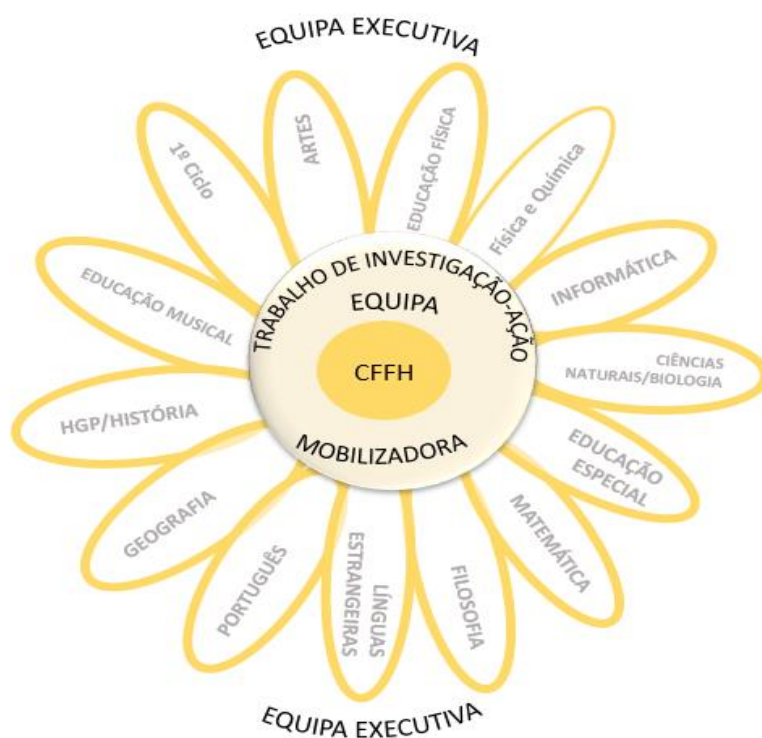 EQUIPA EXECUTIVA
ARTES
EDUCAÇÃO FÍSICA
Física e Química
INFORMÁTICA
CIÊNCIAS
NATURAIS/BIOLOGIA
EDUCAÇÃO
ESPECIAL
MATEMÁTICA
FILOSOFIA
LÍNGUAS
ESTRANGEIRAS
PORTUGUÊS
GEOGRAFIA
HGP/HISTÓRIA
EDUCAÇÃO MUSICAL
1º Ciclo
TRABALHO DE INVESTIGAÇÃO-AÇÃO
EQUIPA
CFFH
MOBILIZADORA
EQUIPA EXECUTIVA